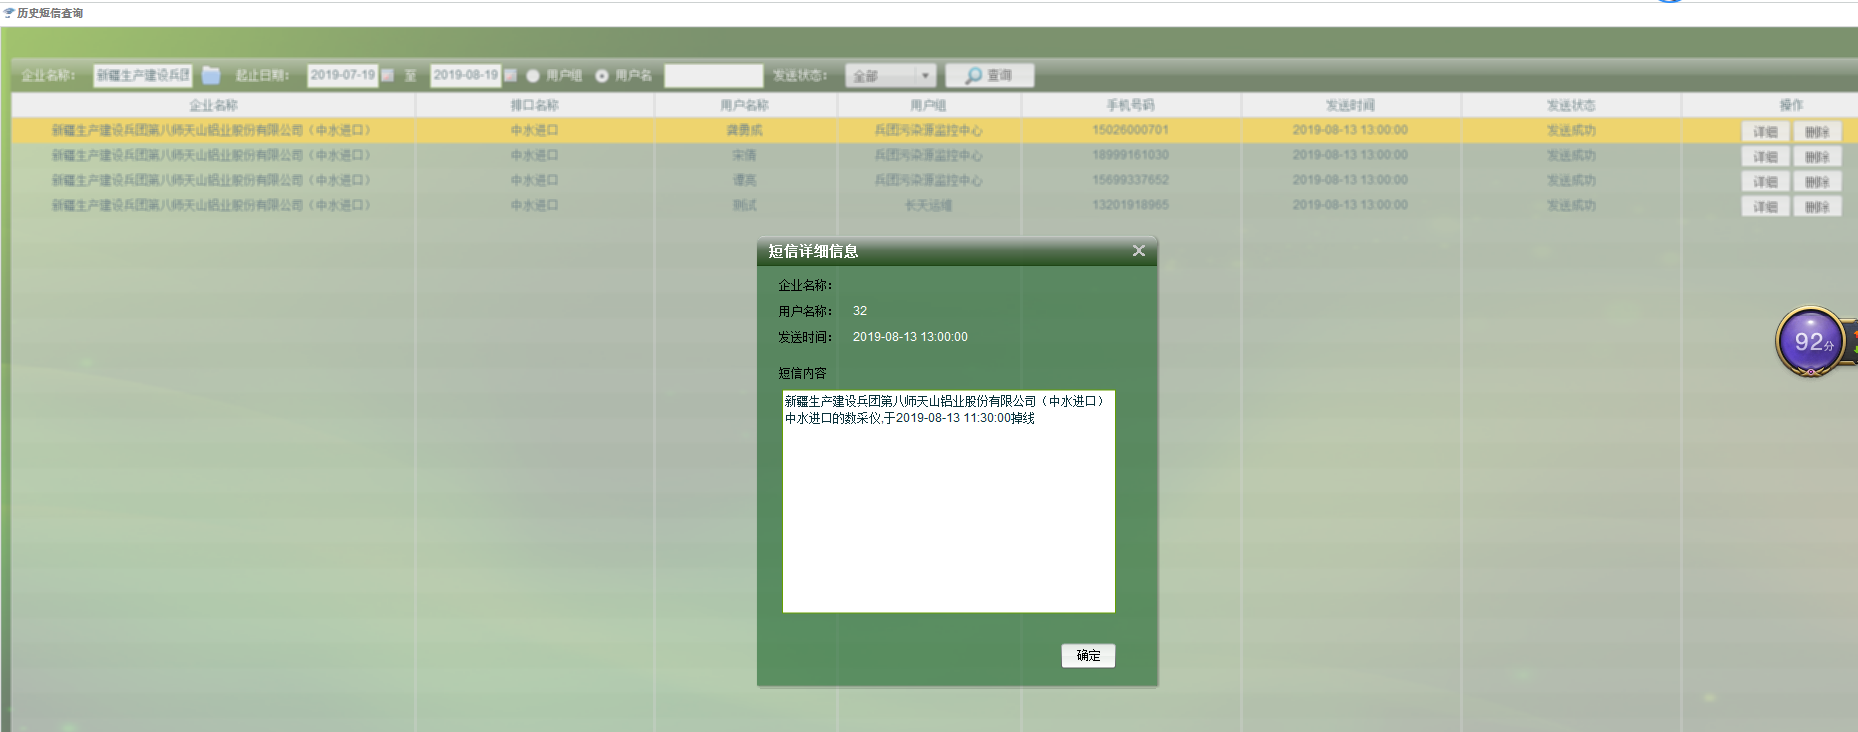 历史短信查询
企业名称： 新疆生产建设兵团 起止日期： 2019-07-19 至 2019-08-19 用户组 用户名 发送状态： 全部 查询
企业名称 排口名称 用户名称 用户组 手机号码 发送时间 发送状态 操作
新疆生产建设兵团第八师天山铝业股份有限公司（中水进口） 中水进口 龚勇成 兵团污染源监控中心 15026000701 2019-08-13 13:00:00 发送成功 详细 删除
新疆生产建设兵团第八师天山铝业股份有限公司（中水进口） 中水进口 宋倩 兵团污染源监控中心 18999161030 2019-08-13 13:00:00 发送成功 详细 删除
新疆生产建设兵团第八师天山铝业股份有限公司（中水进口） 中水进口 谭亮 兵团污染源监控中心 15699337652 2019-08-13 13:00:00 发送成功 详细 删除
新疆生产建设兵团第八师天山铝业股份有限公司（中水进口） 中水进口 测试 长天运维 13201918965 2019-08-13 13:00:00 发送成功 详细 删除
短信详细信息
企业名称：
用户名称： 32
发送时间： 2019-08-13 13:00:00
短信内容
新疆生产建设兵团第八师天山铝业股份有限公司（中水进口）
中水进口的数采仪,于2019-08-13 11:30:00掉线
确定
92分